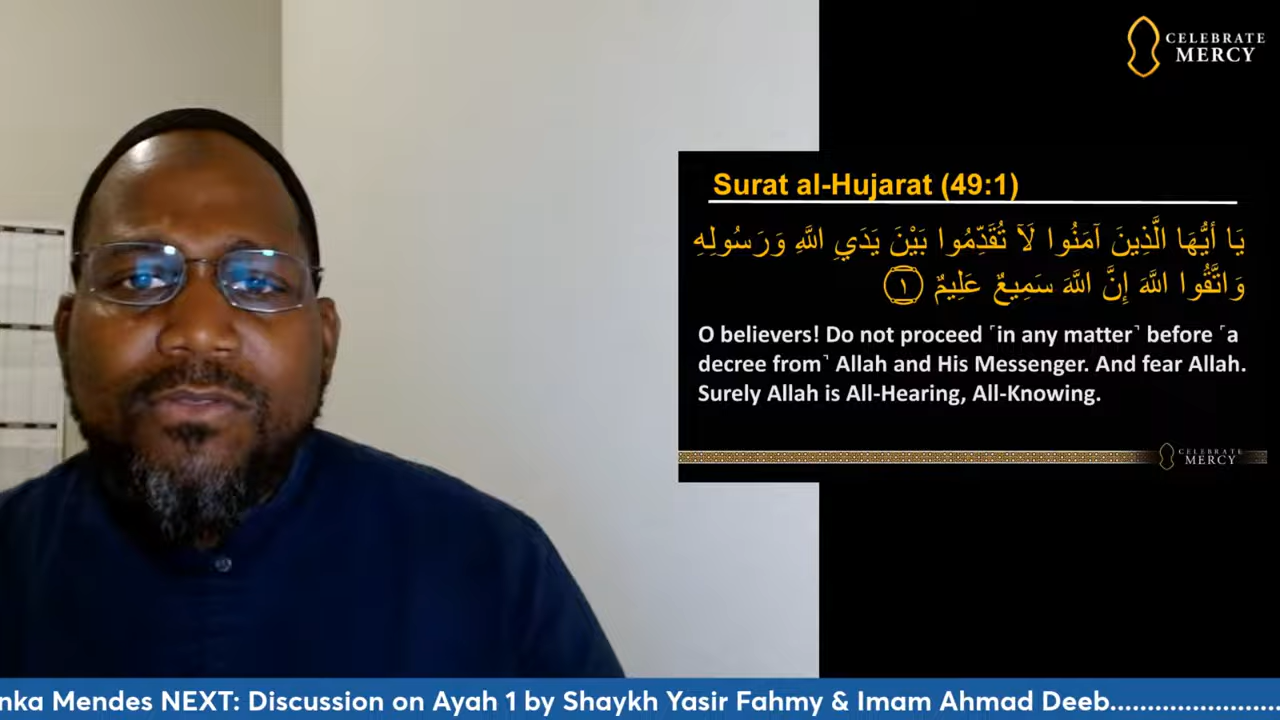 CELEBRATE
MERCY
Surat al-Hujarat (49:1)
يَا أَيُّهَا الَّذِينَ آمَنُوا لَا تُقَدِّمُوا بَيْنَ يَدَيِ اللَّهِ وَرَسُولِهِ
وَاتَّقُوا اللَّهَ إِنَّ اللَّهَ سَمِيعٌ عَلِيمٌ ١
O believers! Do not proceed ˹in any matter˺ before ˹a
decree from˺ Allah and His Messenger. And fear Allah.
Surely Allah is All-Hearing, All-Knowing.
CELEBRATE
MERCY
nka Mendes NEXT: Discussion on Ayah 1 by Shaykh Yasir Fahmy & Imam Ahmad Deeb.......................